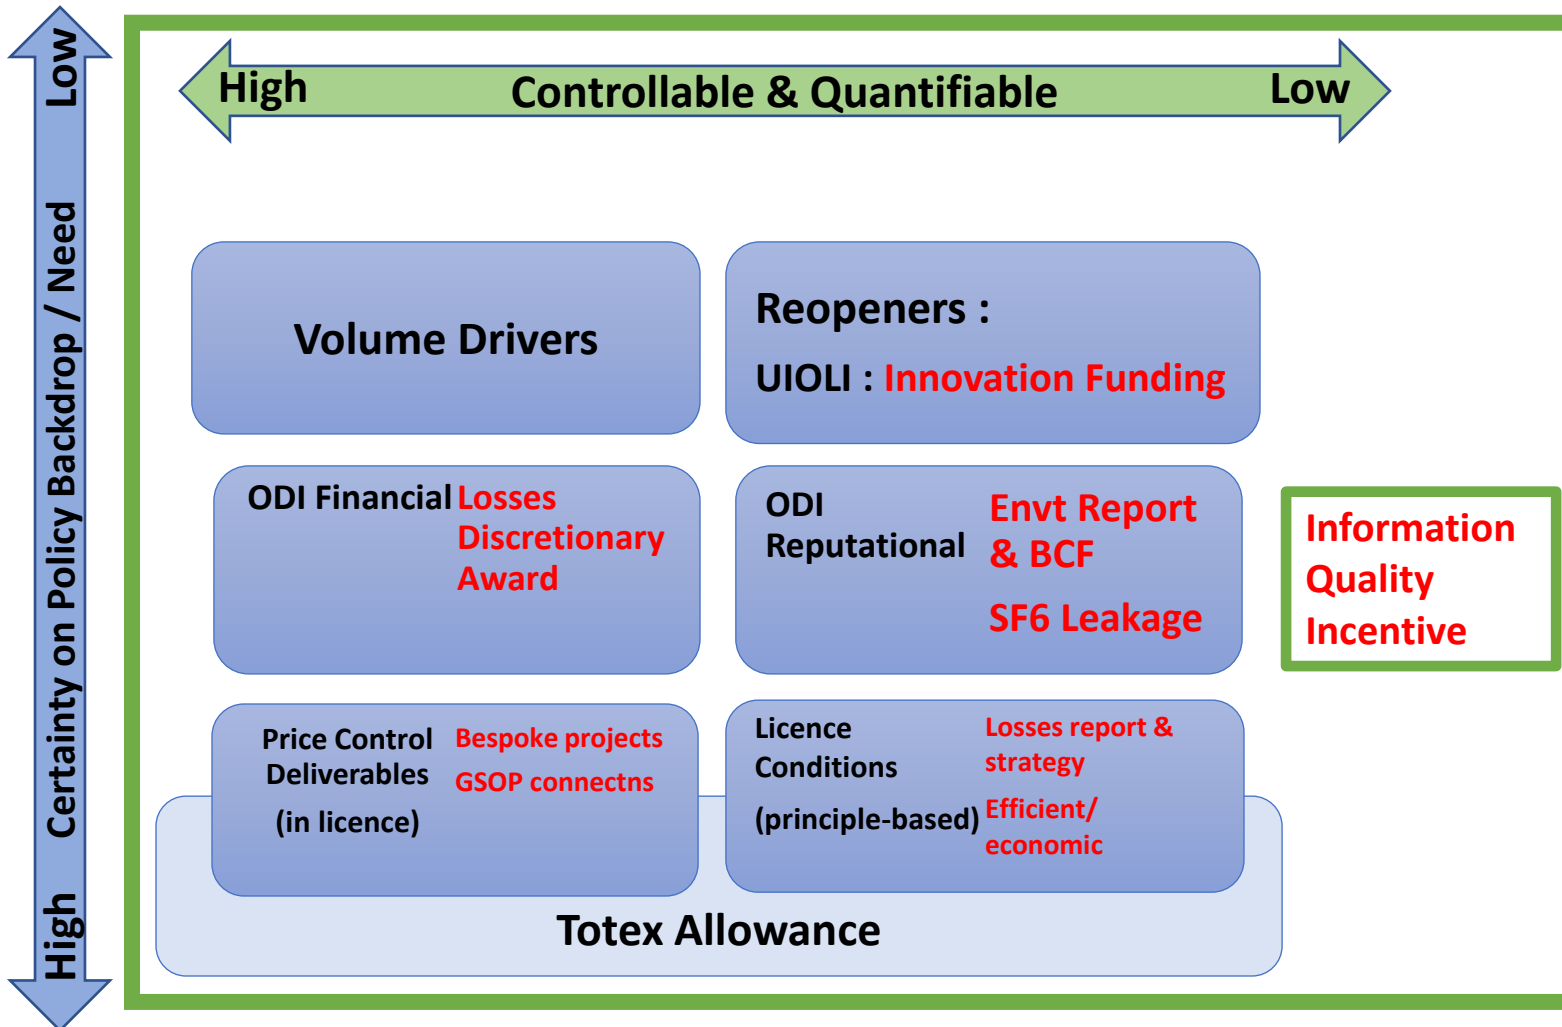 High Controllable & Quantifiable Low
Low
Certainty on Policy Backdrop / Need
High
Volume Drivers
Reopeners :
UIOLI : Innovation Funding
ODI Financial
Losses
Discretionary
Award
ODI
Reputational
Envt Report
& BCF
SF6 Leakage
Information
Quality
Incentive
Price Control
Deliverables
(in licence)
Bespoke projects
GSOP connectns
Licence
Conditions
(principle-based)
Losses report &
strategy
Efficient/
economic
Totex Allowance